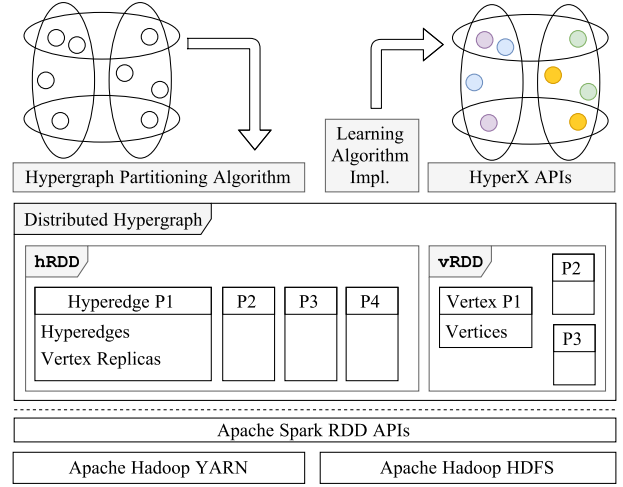 Learning
Algorithm
Impl.
Hypergraph Partitioning Algorithm
HyperX APIs
Distributed Hypergraph
hRDD
Hyperedge P1
Hyperedges
Vertex Replicas
P2
P3
P4
vRDD
Vertex P1
Vertices
P2
P3
Apache Spark RDD APIs
Apache Hadoop YARN
Apache Hadoop HDFS